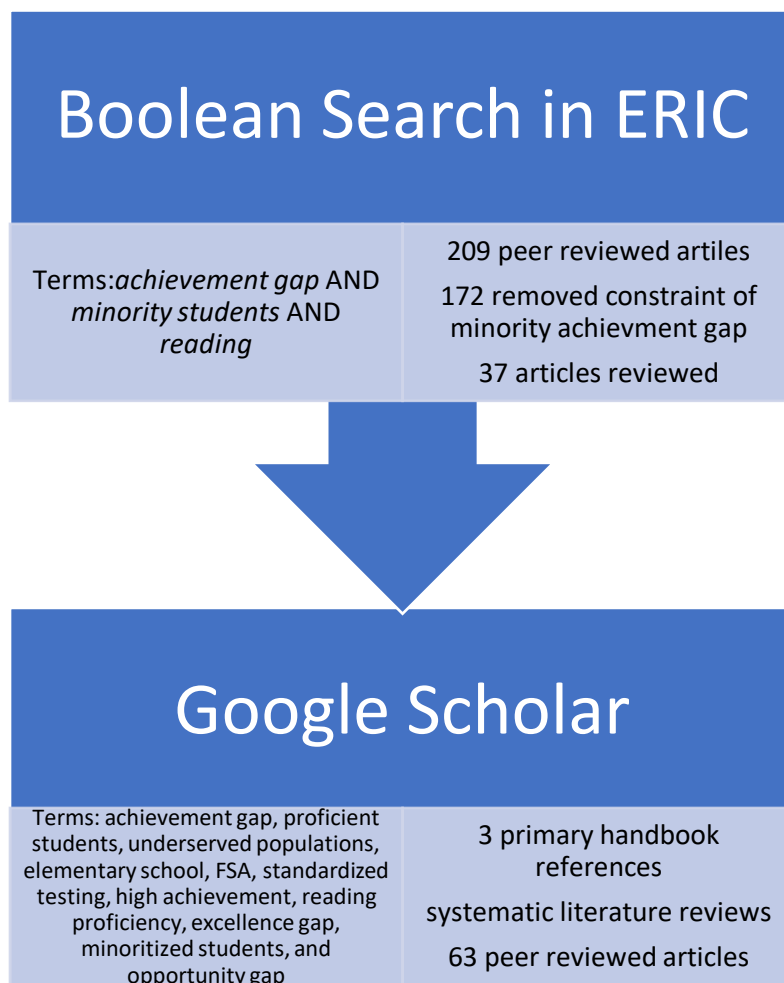 Boolean Search in ERIC
Terms:achievement gap AND
minority students AND
reading
209 peer reviewed artiles
172 removed constraint of
minority achievment gap
37 articles reviewed
Google Scholar
Terms: achievement gap, proficient
students, underserved populations,
elementary school, FSA, standardized
testing, high achievement, reading
proficiency, excellence gap,
minoritized students, and
opportunity gap
3 primary handbook
references
systematic literature reviews
63 peer reviewed articles